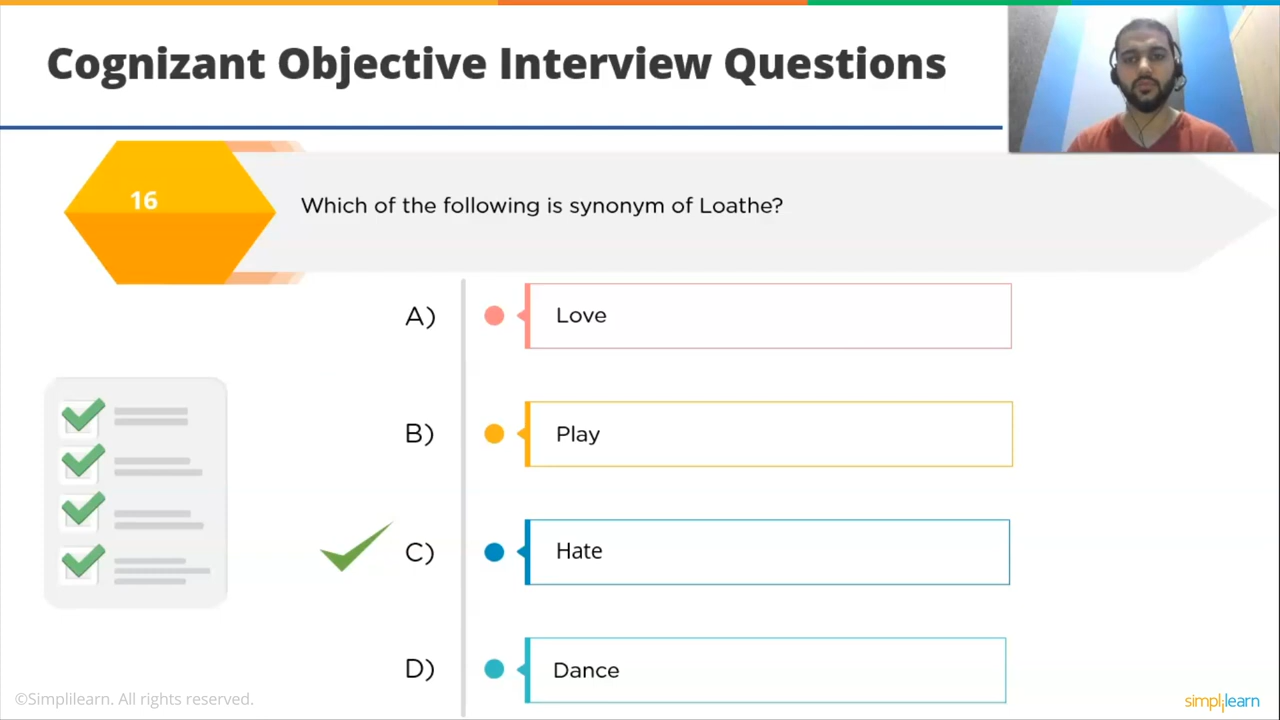 Cognizant Objective Interview Questions
16
Which of the following is synonym of Loathe?
A)
Love
B)
Play
C)
Hate
D)
Dance
©Simplilearn. All rights reserved.
simplilearn